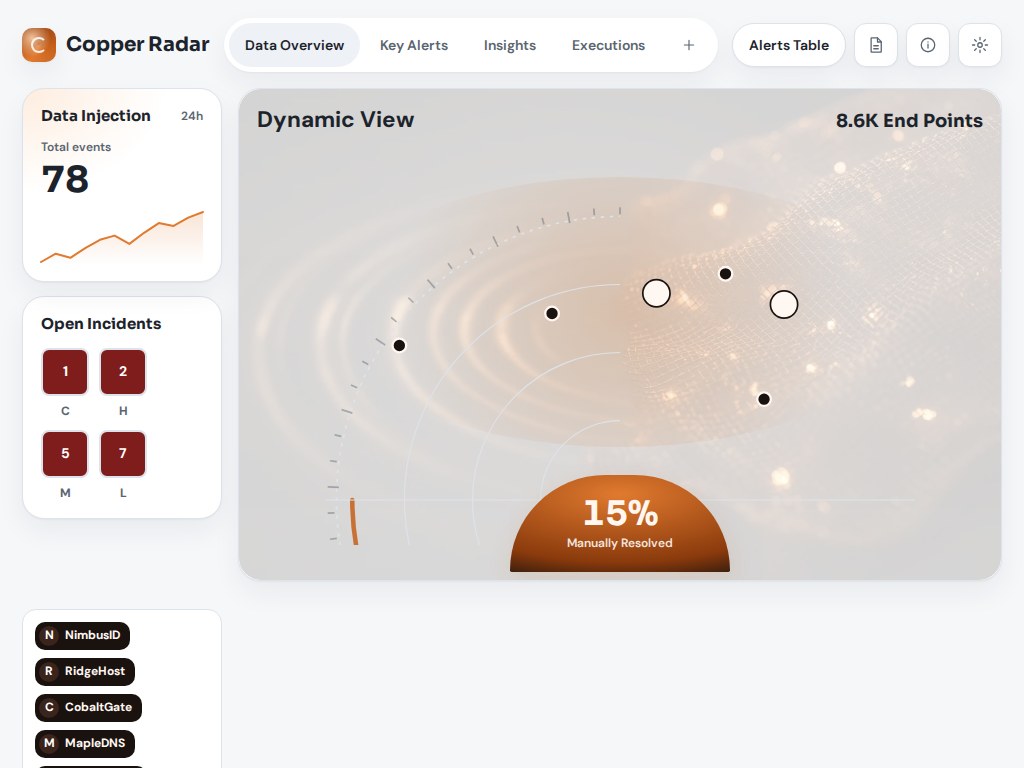 C
Copper Radar
Data Overview
Key Alerts
Insights
Executions
+
Alerts Table
Data Injection
24h
Total events
78
Open Incidents
1
2
C
H
5
7
M
L
Dynamic View
8.6K End Points
15%
Manually Resolved
N NimbusID
R RidgeHost
C CobaltGate
M MapleDNS